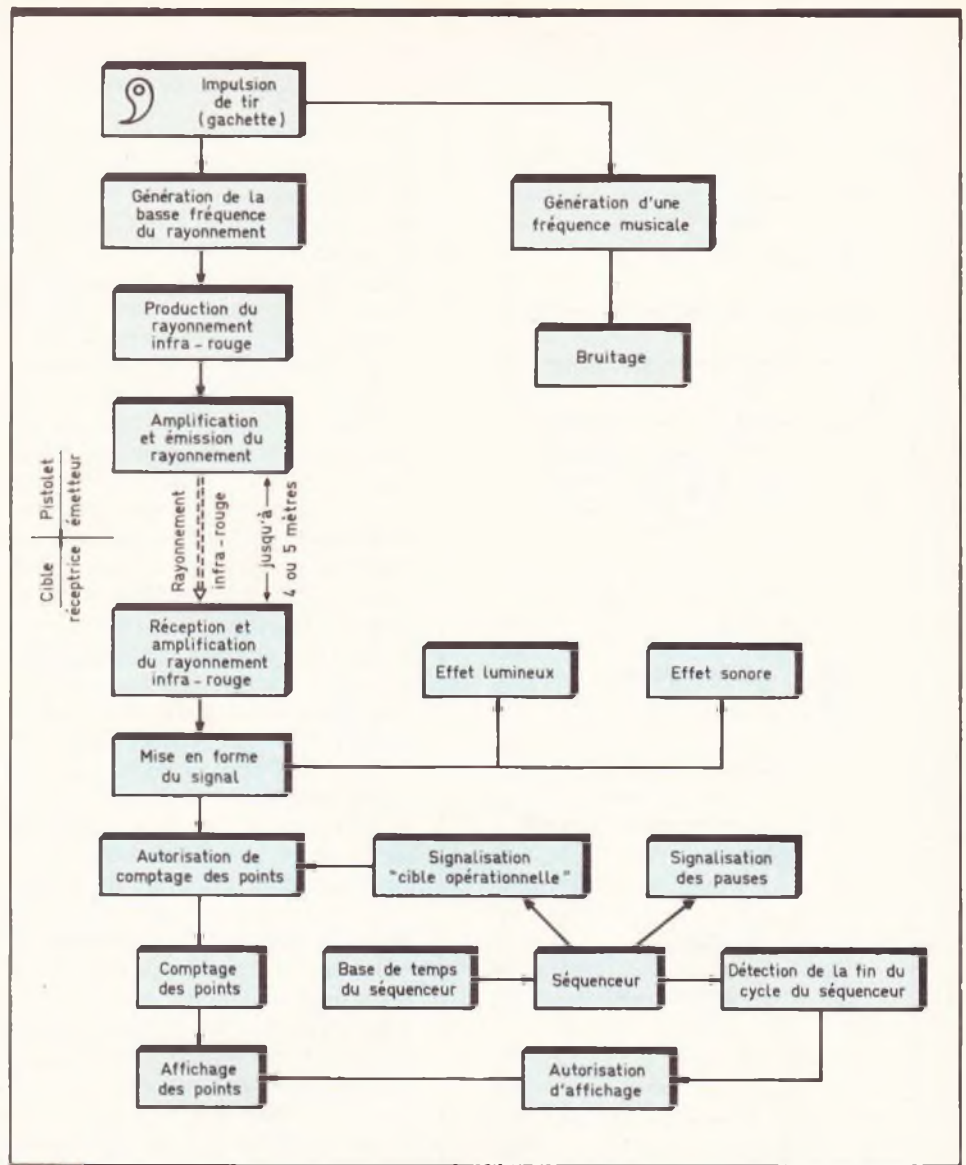 Impulsion
de tir
(gachette)
Génération de la
basse fréquence
du rayonnement
Génération d'une
fréquence musicale
Production du
rayonnement
infra-rouge
Bruitage
Amplification
et émission du
rayonnement
Pistolet
émetteur
Cible
réceptrice
Rayonnement
infra-rouge
jusqu'à
4 ou 5 mètres
Réception et
amplification
du rayonnement
infra-rouge
Effet lumineux
Effet sonore
Mise en forme
du signal
Autorisation de
comptage des points
Signalisation
"cible opérationnelle"
Signalisation
des pauses
Comptage
des points
Base de temps
du séquenceur
Séquenceur
Détection de la fin du
cycle du séquenceur
Affichage
des points
Autorisation
d'affichage